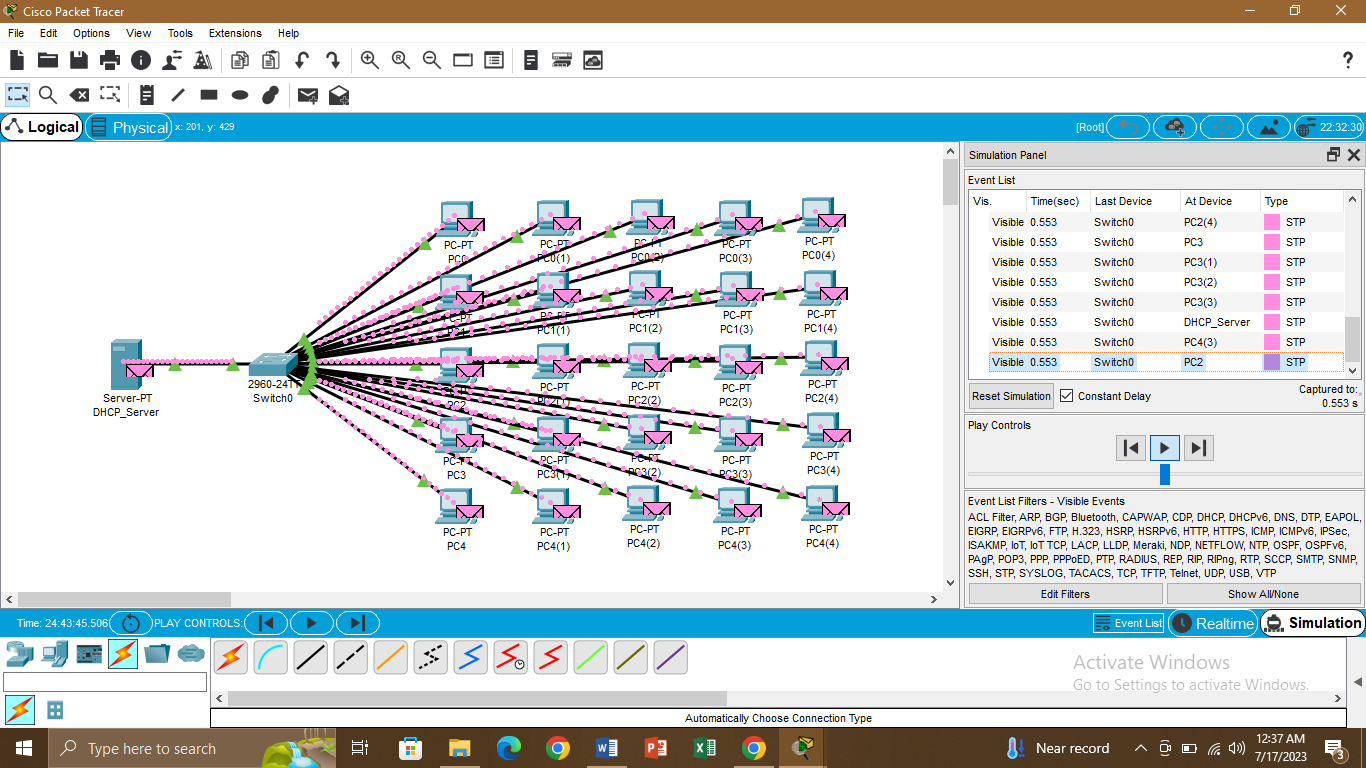 Cisco Packet Tracer
File Edit Options View Tools Extensions Help
Logical Physical x: 201, y: 429 [Root] 22:32:30
PC-PT
PC0
PC-PT
PC0(1)
PC-PT
PC0(2)
PC-PT
PC0(3)
PC-PT
PC0(4)
PC-PT
PC1(1)
PC-PT
PC1(2)
PC-PT
PC1(3)
PC-PT
PC1(4)
Server-PT
DHCP_Server
Switch0
PC2
PC-PT
PC2(1)
PC-PT
PC2(2)
PC-PT
PC2(3)
PC-PT
PC2(4)
PC-PT
PC3
PC-PT
PC3(1)
PC-PT
PC3(2)
PC-PT
PC3(3)
PC-PT
PC3(4)
PC-PT
PC4
PC-PT
PC4(1)
PC-PT
PC4(2)
PC-PT
PC4(3)
PC-PT
PC4(4)
Simulation Panel
Event List
Vis. Time(sec) Last Device At Device Type
Visible 0.553 Switch0 PC2(4) STP
Visible 0.553 Switch0 PC3 STP
Visible 0.553 Switch0 PC3(1) STP
Visible 0.553 Switch0 PC3(2) STP
Visible 0.553 Switch0 PC3(3) STP
Visible 0.553 Switch0 DHCP_Server STP
Visible 0.553 Switch0 PC4(3) STP
Visible 0.553 Switch0 PC2 STP
Reset Simulation Constant Delay Captured to:
0.553 s
Play Controls
Event List Filters - Visible Events
ACL Filter, ARP, BGP, Bluetooth, CAPWAP, CDP, DHCP, DHCPv6, DNS, DTP, EAPOL,
EIGRP, EIGRPv6, FTP, H.323, HSRP, HSRPv6, HTTP, HTTPS, ICMP, ICMPv6, IPSec,
ISAKMP, IoT, IoT TCP, LACP, LLDP, Meraki, NDP, NETFLOW, NTP, OSPF, OSPFv6,
PAgP, POP3, PPP, PPPoED, PTP, RADIUS, REP, RIP, RIPng, RTP, SCCP, SMTP, SNMP,
SSH, STP, SYSLOG, TACACS, TCP, TFTP, Telnet, UDP, USB, VTP
Edit Filters Show All/None
Time: 24:43:45.506 PLAY CONTROLS: Event List Realtime Simulation
Activate Windows
Go to Settings to activate Windows.
Automatically Choose Connection Type
Type here to search Near record 12:37 AM
7/17/2023 3